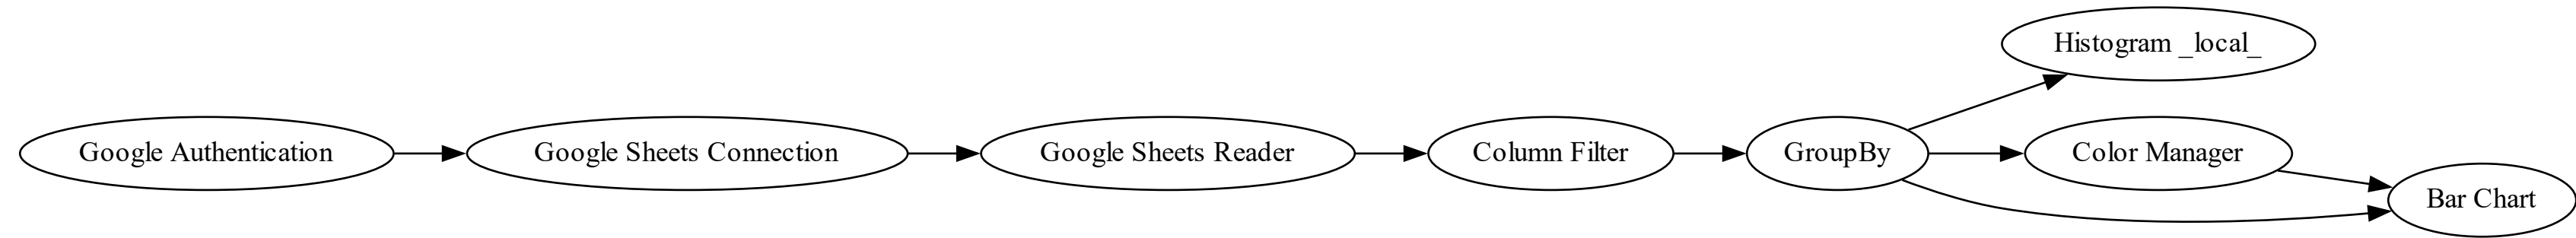 Google Authentication
Google Sheets Connection
Google Sheets Reader
Column Filter
GroupBy
Histogram _local_
Color Manager
Bar Chart